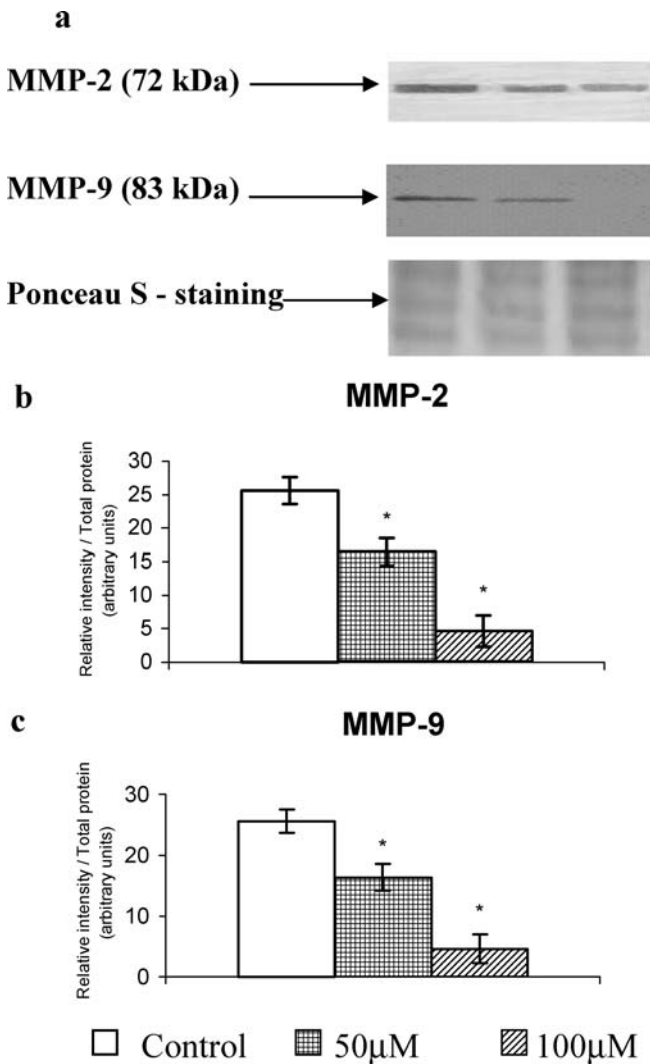 a
MMP-2 (72 kDa)
MMP-9 (83 kDa)
Ponceau S - staining
b
MMP-2
Relative intensity / Total protein
(arbitrary units)
30
25
20
15
10
5
0
*
*
c
MMP-9
Relative intensity / Total protein
(arbitrary units)
30
20
10
0
*
*
Control
50μM
100μM